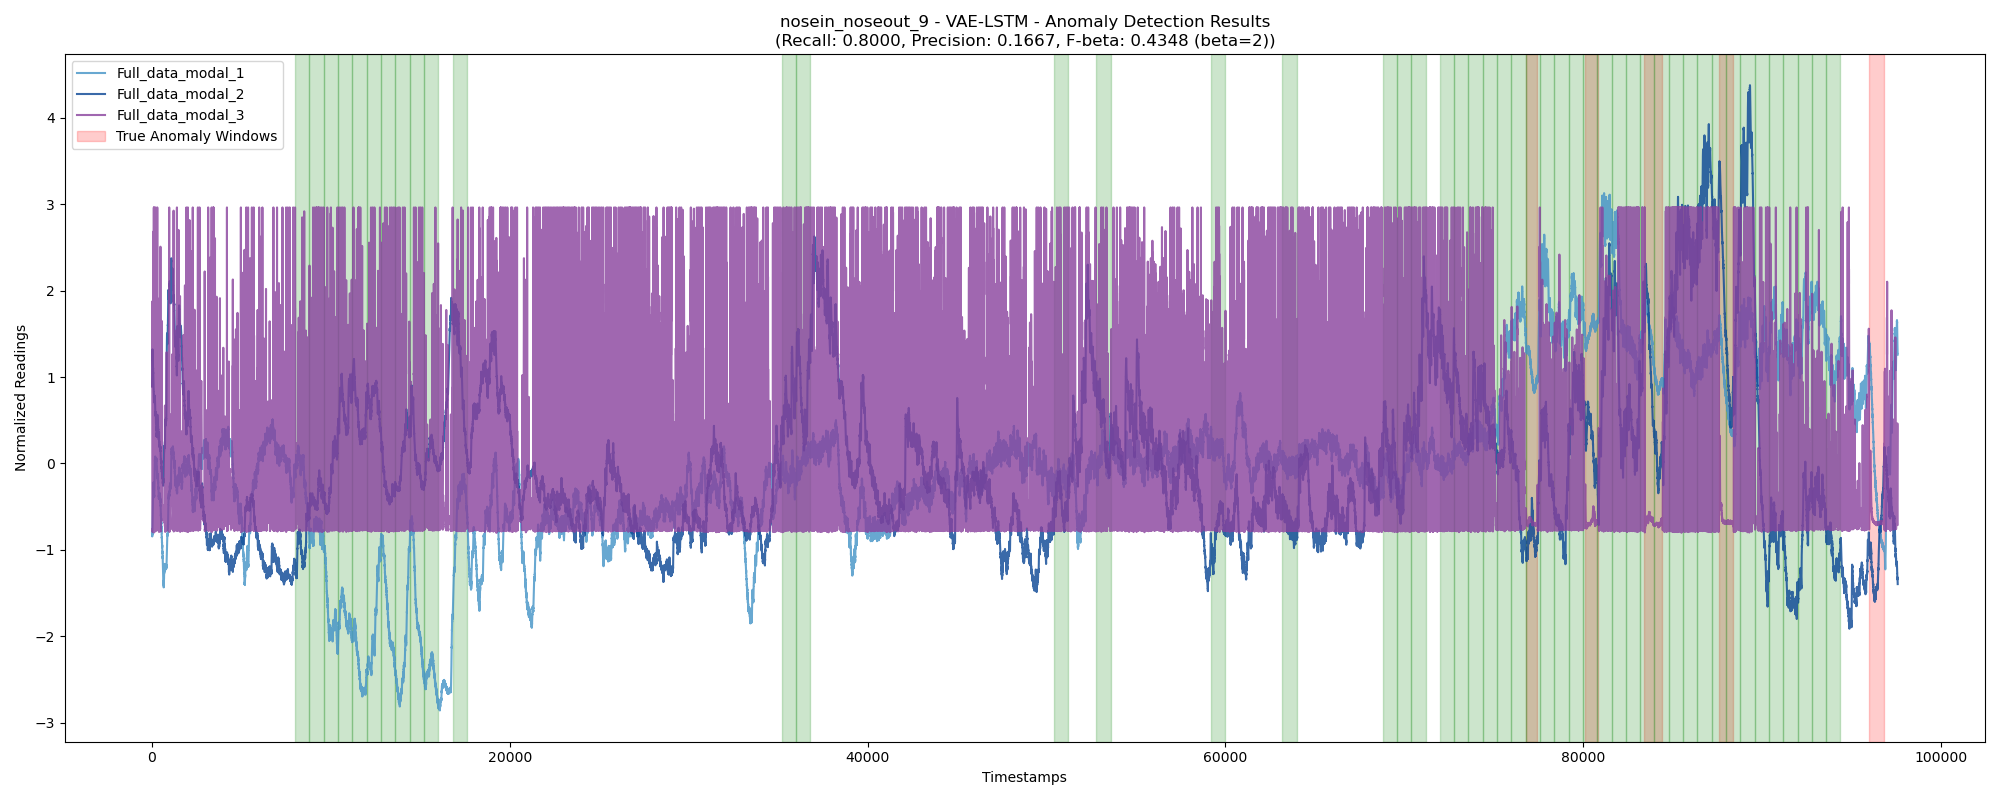 nosein_noseout_9 - VAE-LSTM - Anomaly Detection Results
(Recall: 0.8000, Precision: 0.1667, F-beta: 0.4348 (beta=2))
Full_data_modal_1
Full_data_modal_2
Full_data_modal_3
True Anomaly Windows
Normalized Readings
4
3
2
1
0
−1
−2
−3
0
20000
40000
60000
80000
100000
Timestamps